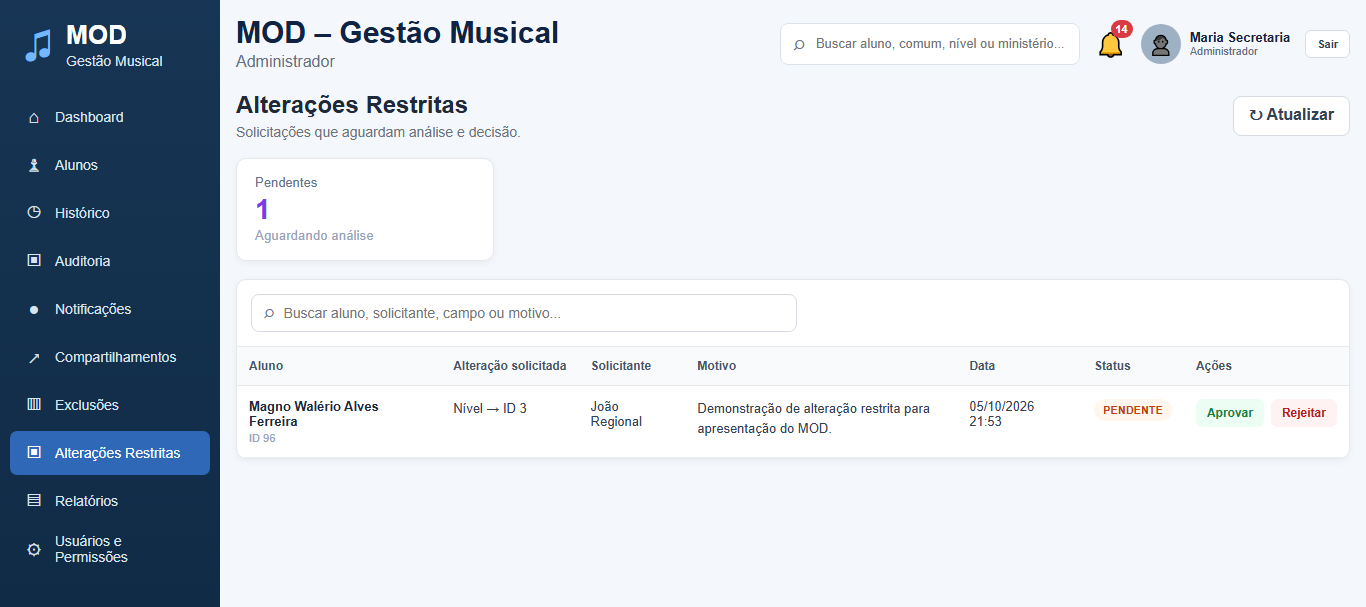 MOD
Gestão Musical
Dashboard
Alunos
Histórico
Auditoria
Notificações
Compartilhamentos
Exclusões
Alterações Restritas
Relatórios
Usuários e
Permissões
MOD – Gestão Musical
Administrador
Buscar aluno, comum, nível ou ministério...
14
Maria Secretaria
Administrador
Sair
Alterações Restritas
Solicitações que aguardam análise e decisão.
↻ Atualizar
Pendentes
1
Aguardando análise
Buscar aluno, solicitante, campo ou motivo...
Aluno Alteração solicitada Solicitante Motivo Data Status Ações
Magno Walério Alves Nível → ID 3 João Demonstração de alteração restrita para 05/10/2026 PENDENTE Aprovar Rejeitar
Ferreira Regional apresentação do MOD. 21:53
ID 96